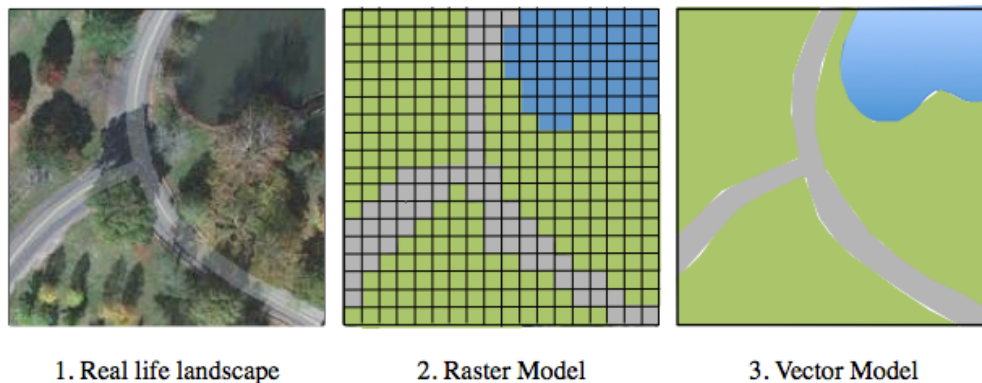 1. Real life landscape
2. Raster Model
3. Vector Model